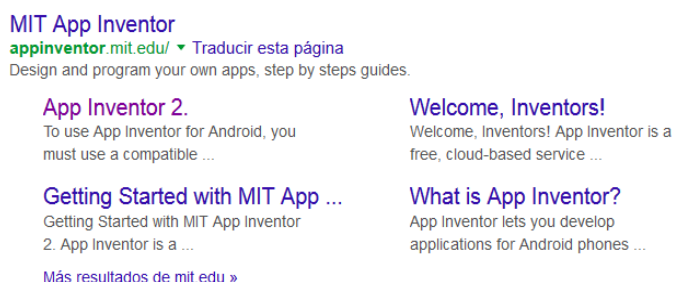 MIT App Inventor
appinventor.mit.edu/ ▼ Traducir esta página
Design and program your own apps, step by steps guides.
App Inventor 2.
To use App Inventor for Android, you
must use a compatible ...
Welcome, Inventors!
Welcome, Inventors! App Inventor is a
free, cloud-based service ...
Getting Started with MIT App ...
Getting Started with MIT App Inventor
2. App Inventor is a ...
What is App Inventor?
App Inventor lets you develop
applications for Android phones ...
Más resultados de mit.edu »